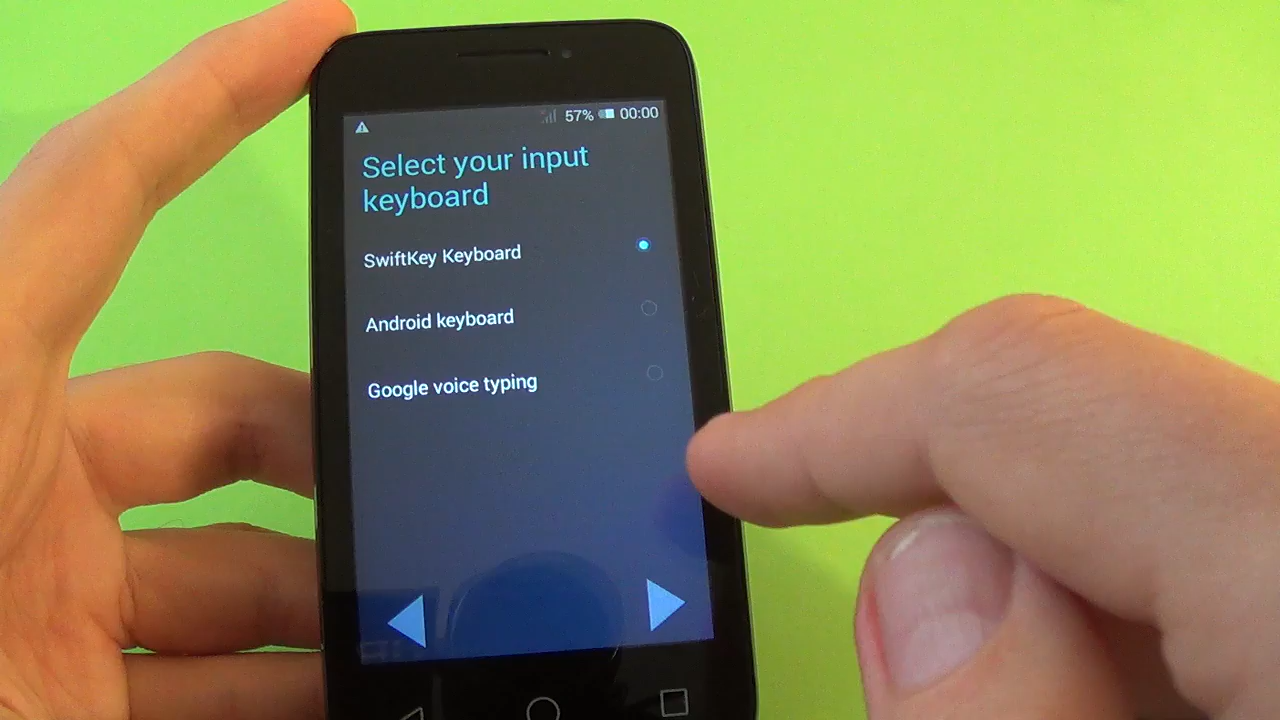 57% 00:00
Select your input
keyboard
SwiftKey Keyboard
Android keyboard
Google voice typing